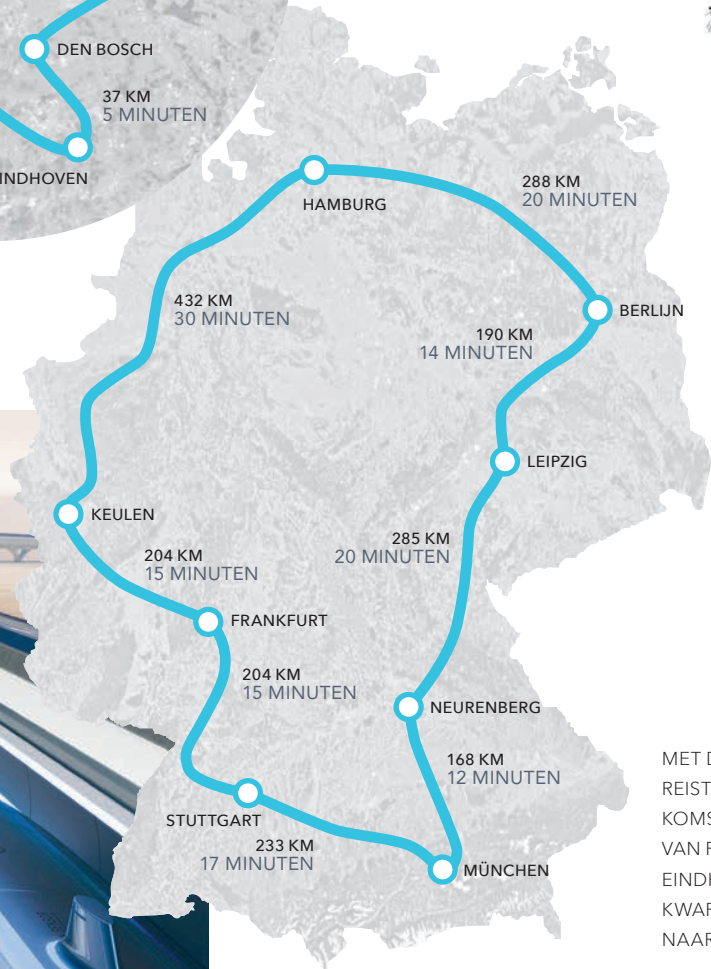 DEN BOSCH
37 KM
5 MINUTEN
INDHOVEN
HAMBURG
288 KM
20 MINUTEN
432 KM
30 MINUTEN
BERLIJN
190 KM
14 MINUTEN
LEIPZIG
KEULEN
285 KM
20 MINUTEN
204 KM
15 MINUTEN
FRANKFURT
204 KM
15 MINUTEN
NEURENBERG
168 KM
12 MINUTEN
STUTTGART
233 KM
17 MINUTEN
MÜNCHEN
MET D
REIST
KOMS
VAN
EINDH
KWAR
NAAR